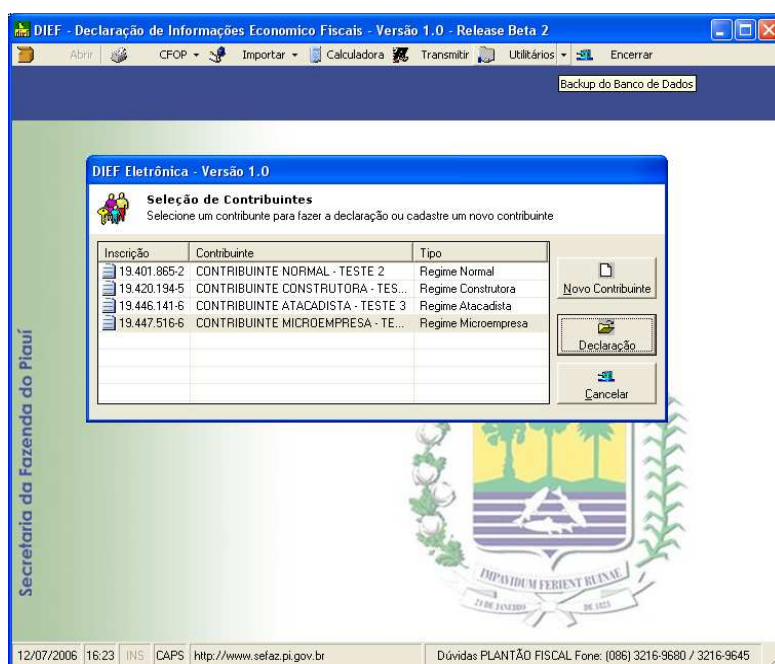 DIEF - Declaração de Informações Economico Fiscais - Versão 1.0 - Release Beta 2
Abrir CFOP Importar Calculadora Transmitir Utilitários Encerrar
Backup do Banco de Dados
DIEF Eletrônica - Versão 1.0
Seleção de Contribuintes
Selecione um contribunte para fazer a declaração ou cadastre um novo contribuinte
Inscrição Contribuinte Tipo
19.401.865-2 CONTRIBUINTE NORMAL - TESTE 2 Regime Normal
19.420.194-5 CONTRIBUINTE CONSTRUTORA - TES... Regime Construtora
19.446.141-6 CONTRIBUINTE ATACADISTA - TESTE 3 Regime Atacadista
19.447.516-6 CONTRIBUINTE MICROEMPRESA - TE... Regime Microempresa
Novo Contribuinte
Declaração
Cancelar
Secretaria da Fazenda do Piauí
IMPAVIDUM FERIENT RUINAE
24 DE JANEIRO DE 1823
12/07/2006 16:23 INS CAPS http://www.sefaz.pi.gov.br Dúvidas PLANTÃO FISCAL Fone: (086) 3216-9680 / 3216-9645